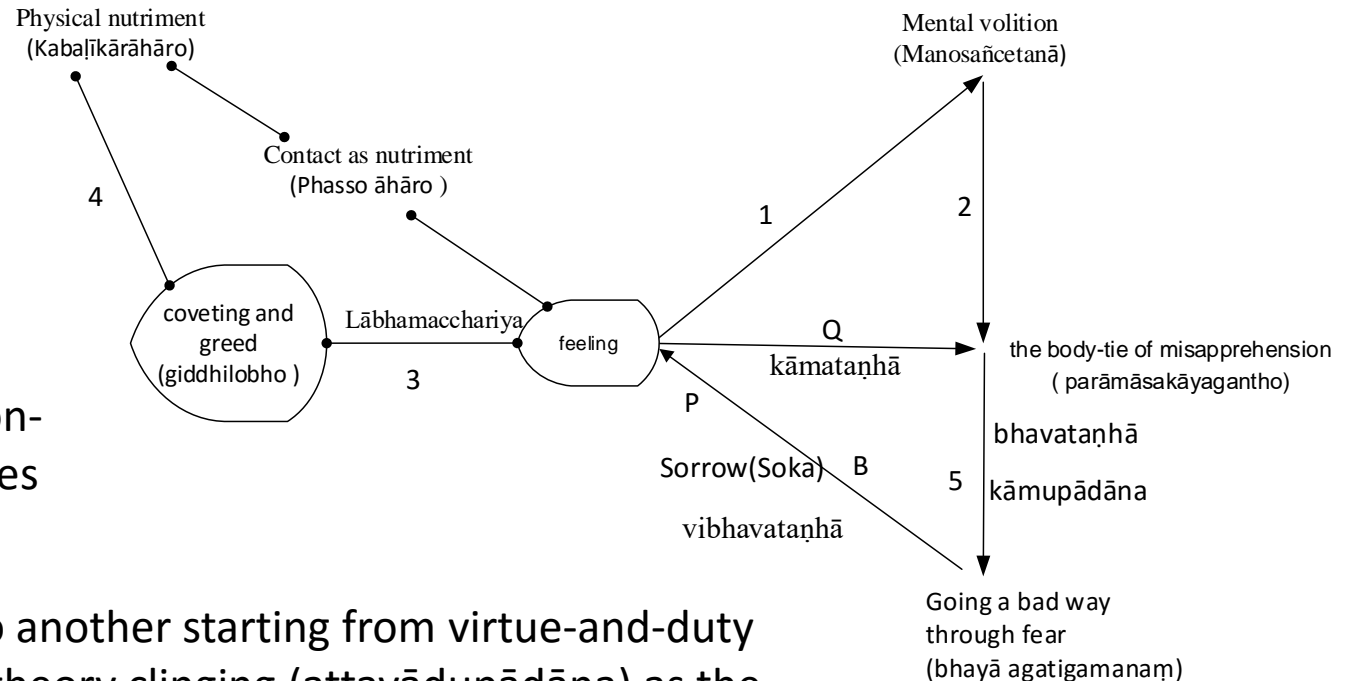 Physical nutriment
(Kabaḷīkārāhāro)
Mental volition
(Manosañcetanā)
Contact as nutriment
(Phasso āhāro )
4
1
2
coveting and
greed
(giddhilobho )
Lābhamacchariya
3
feeling
Q
kāmataṇhā
the body-tie of misapprehension
( parāmāsakāyagantho)
P
Sorrow(Soka)
B
vibhavataṇhā
5
bhavataṇhā
kāmupādāna
Going a bad way
through fear
(bhayā agatigamanaṃ)
on-
es
another starting from virtue-and-duty
theory clinging (attavādupādāna) as the